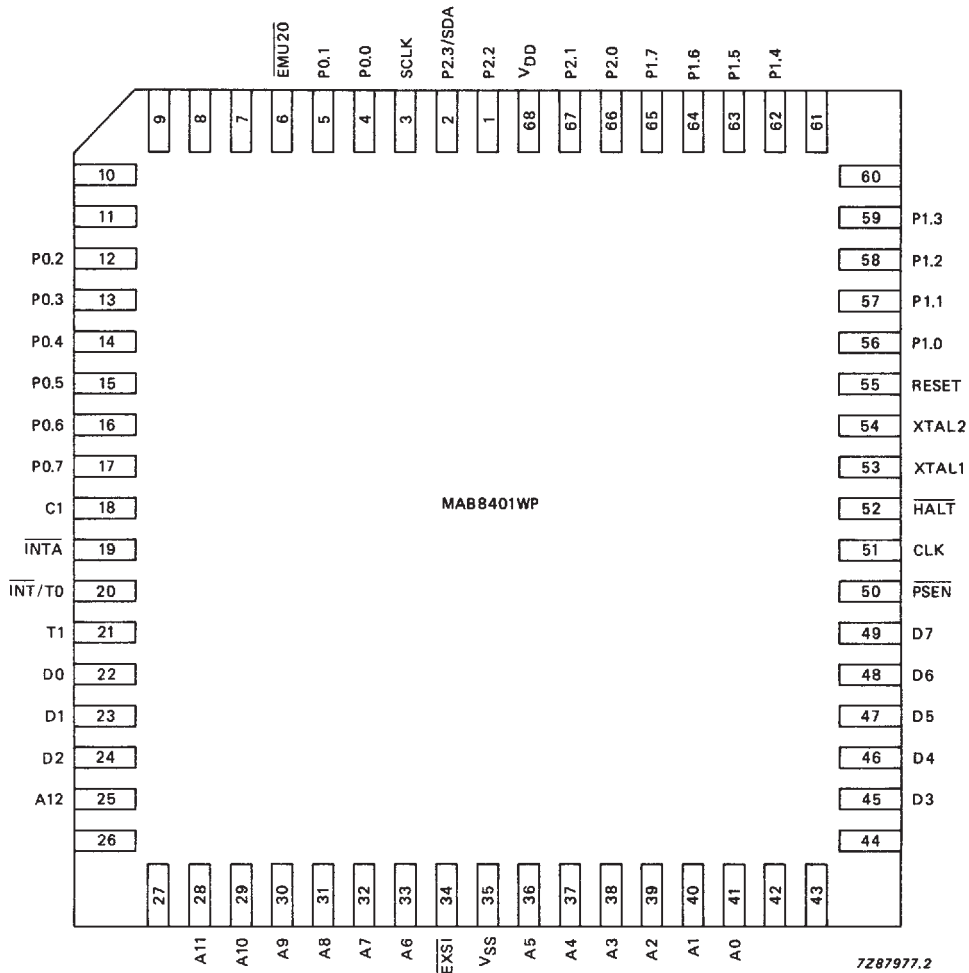 EMU20 P0.1 P0.0 SCLK P2.3/SDA P2.2 VDD P2.1 P2.0 P1.7 P1.6 P1.5 P1.4
9 8 7 6 5 4 3 2 1 68 67 66 65 64 63 62 61
10 60
11 59 P1.3
P0.2 12 58 P1.2
P0.3 13 57 P1.1
P0.4 14 56 P1.0
P0.5 15 55 RESET
P0.6 16 54 XTAL2
P0.7 17 53 XTAL1
C1 18 MAB8401WP 52 HALT
INTA 19 51 CLK
INT/T0 20 50 PSEN
T1 21 49 D7
D0 22 48 D6
D1 23 47 D5
D2 24 46 D4
A12 25 45 D3
26 44
27 28 29 30 31 32 33 34 35 36 37 38 39 40 41 42 43
A11 A10 A9 A8 A7 A6 EXSI VSS A5 A4 A3 A2 A1 A0
7Z87977.2